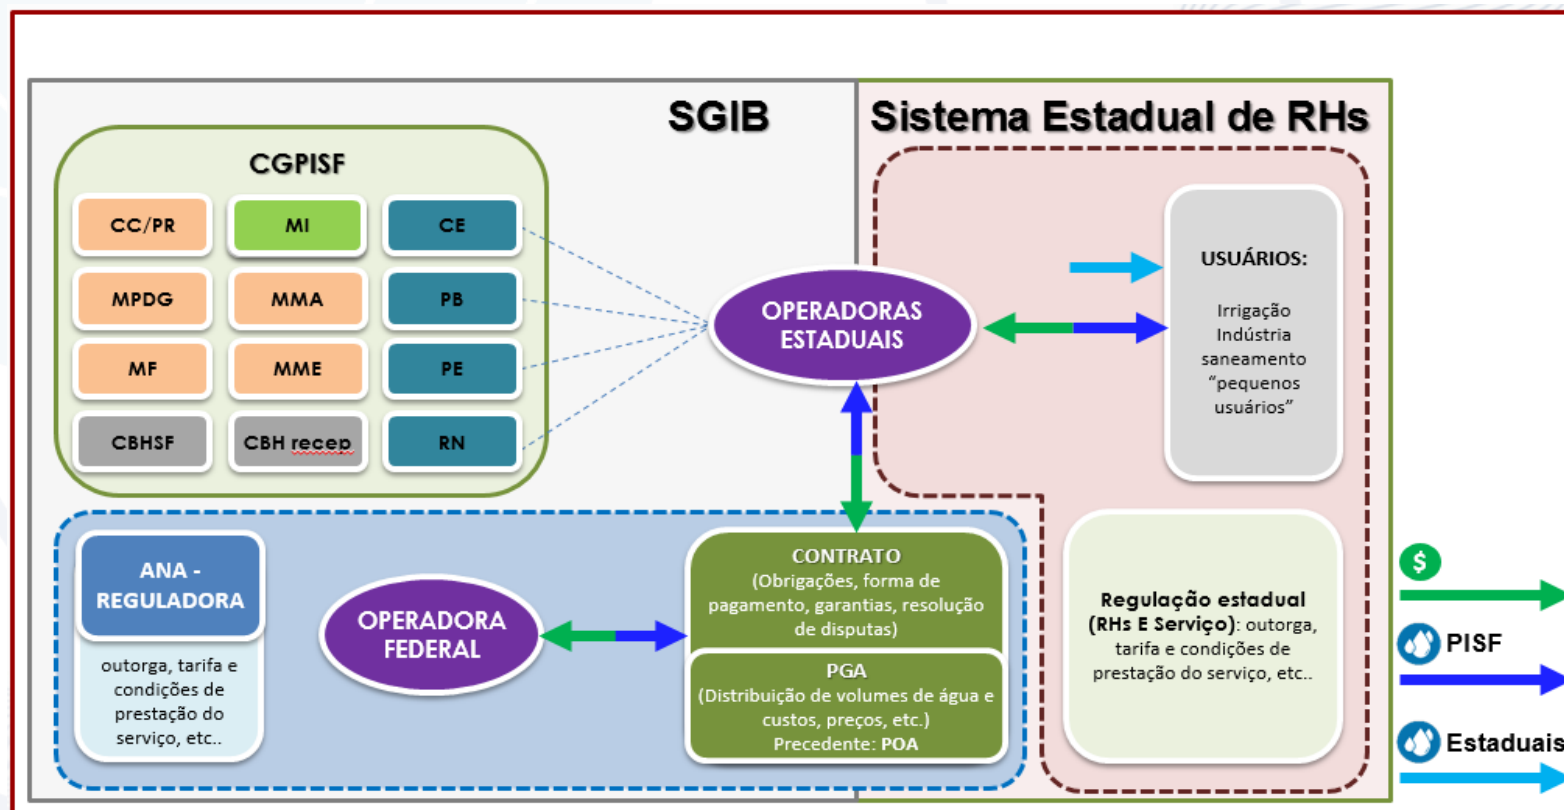 SGIB
Sistema Estadual de RHs
CGPISF
CC/PR
MI
CE
MPDG
MMA
PB
MF
MME
PE
CBHSF
CBH recep
RN
OPERADORAS
ESTADUAIS
USUÁRIOS:
Irrigação
Indústria
saneamento
“pequenos
usuários”
ANA -
REGULADORA
outorga, tarifa e
condições de
prestação do
serviço, etc..
OPERADORA
FEDERAL
CONTRATO
(Obrigações, forma de
pagamento, garantias, resolução
de disputas)
PGA
(Distribuição de volumes de água e
custos, preços, etc.)
Precedente: POA
Regulação estadual
(RHs E Serviço): outorga,
tarifa e condições de
prestação do serviço, etc..
$
PISF
Estaduais